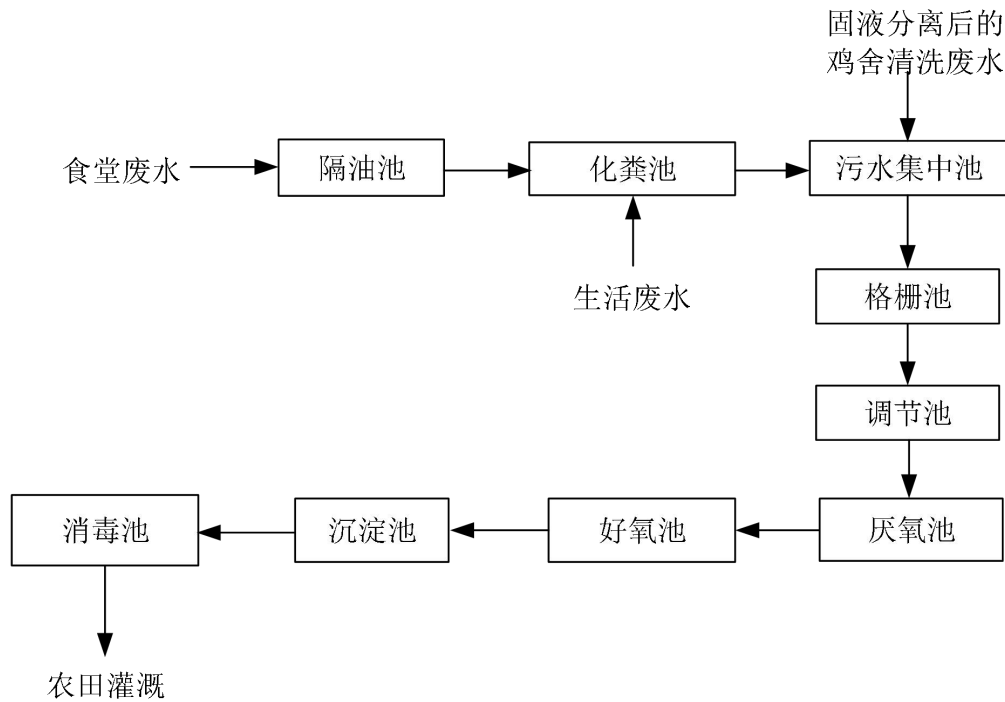 固液分离后的
鸡舍清洗废水
食堂废水
隔油池
化粪池
污水集中池
生活废水
格栅池
调节池
厌氧池
好氧池
沉淀池
消毒池
农田灌溉